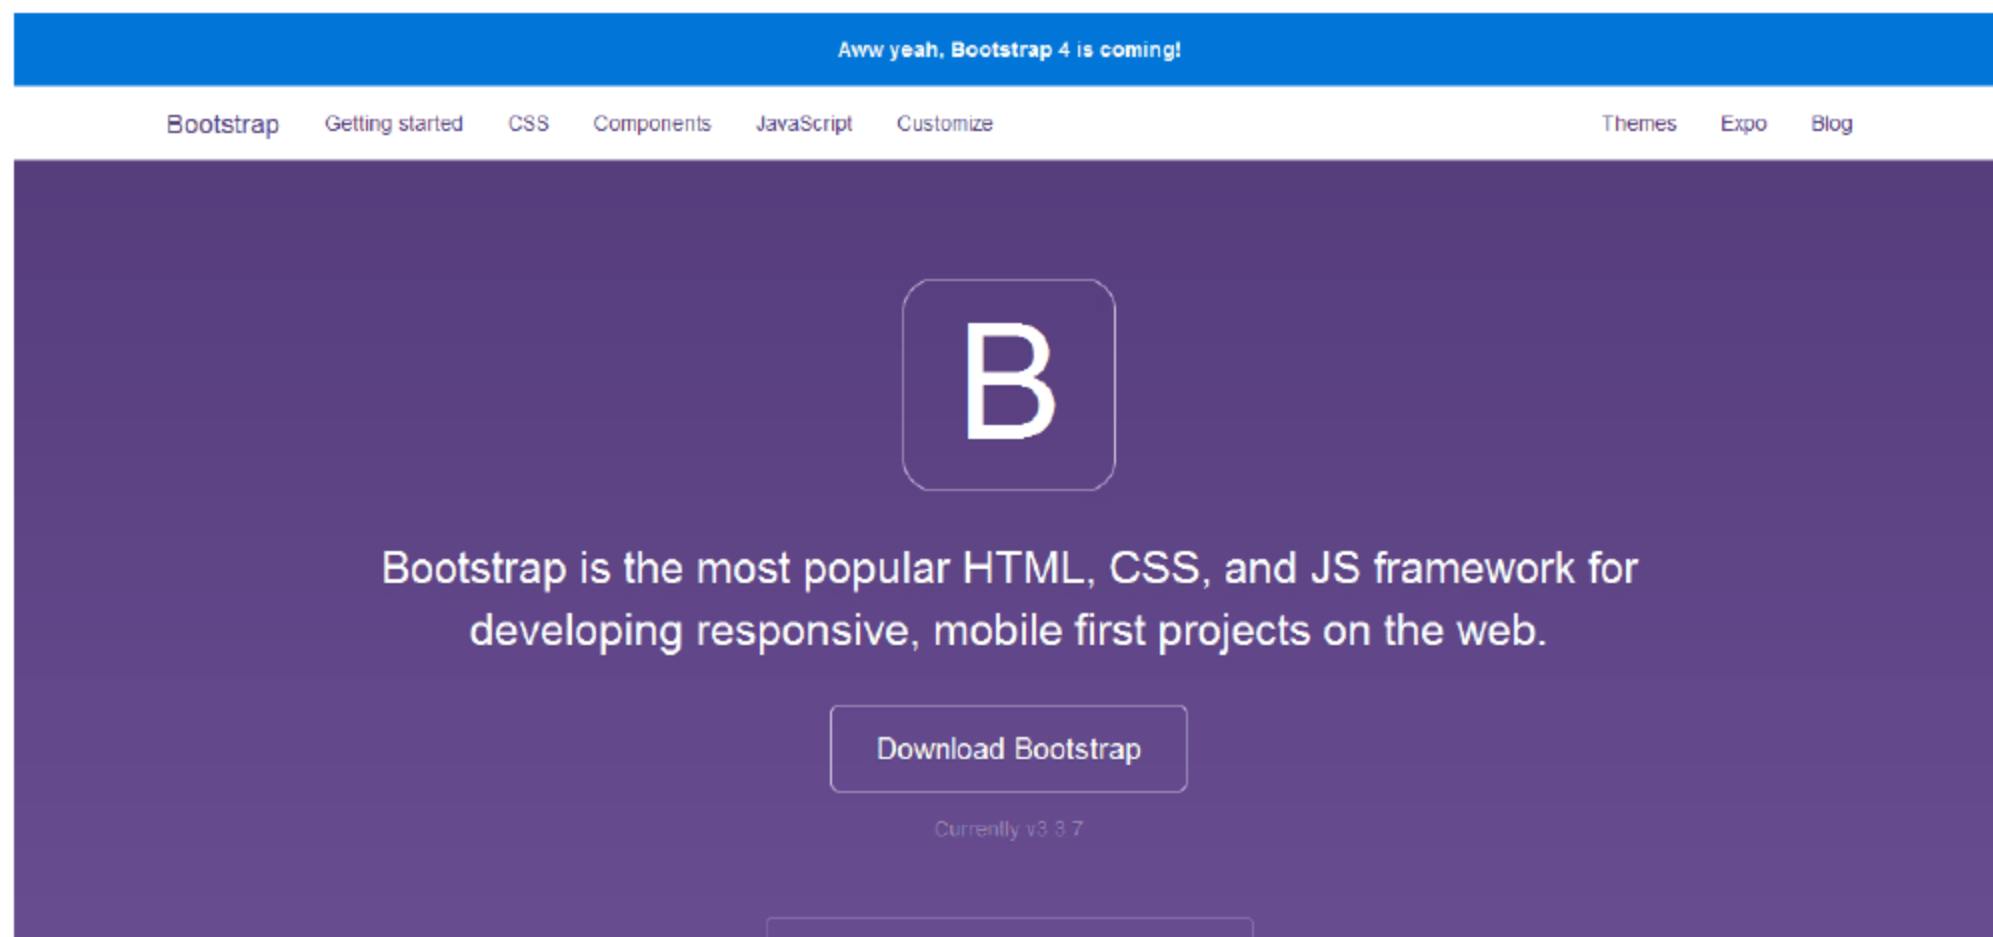 Aww yeah, Bootstrap 4 is coming!
Bootstrap Getting started CSS Components JavaScript Customize Themes Expo Blog
B
Bootstrap is the most popular HTML, CSS, and JS framework for
developing responsive, mobile first projects on the web.
Download Bootstrap
Currently v3.3.7